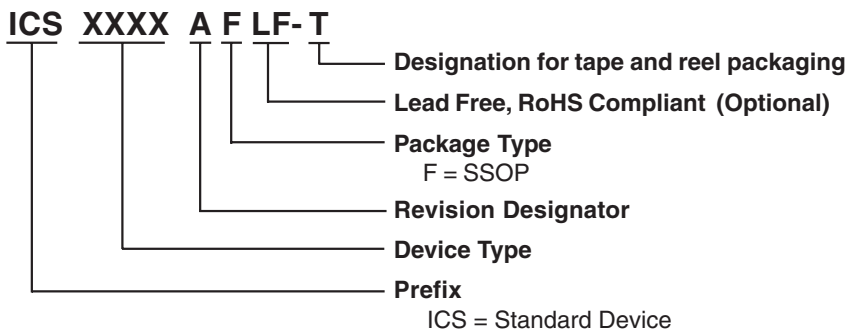 ICS XXXX A F LF-T
Designation for tape and reel packaging
Lead Free, RoHS Compliant (Optional)
Package Type
F = SSOP
Revision Designator
Device Type
Prefix
ICS = Standard Device